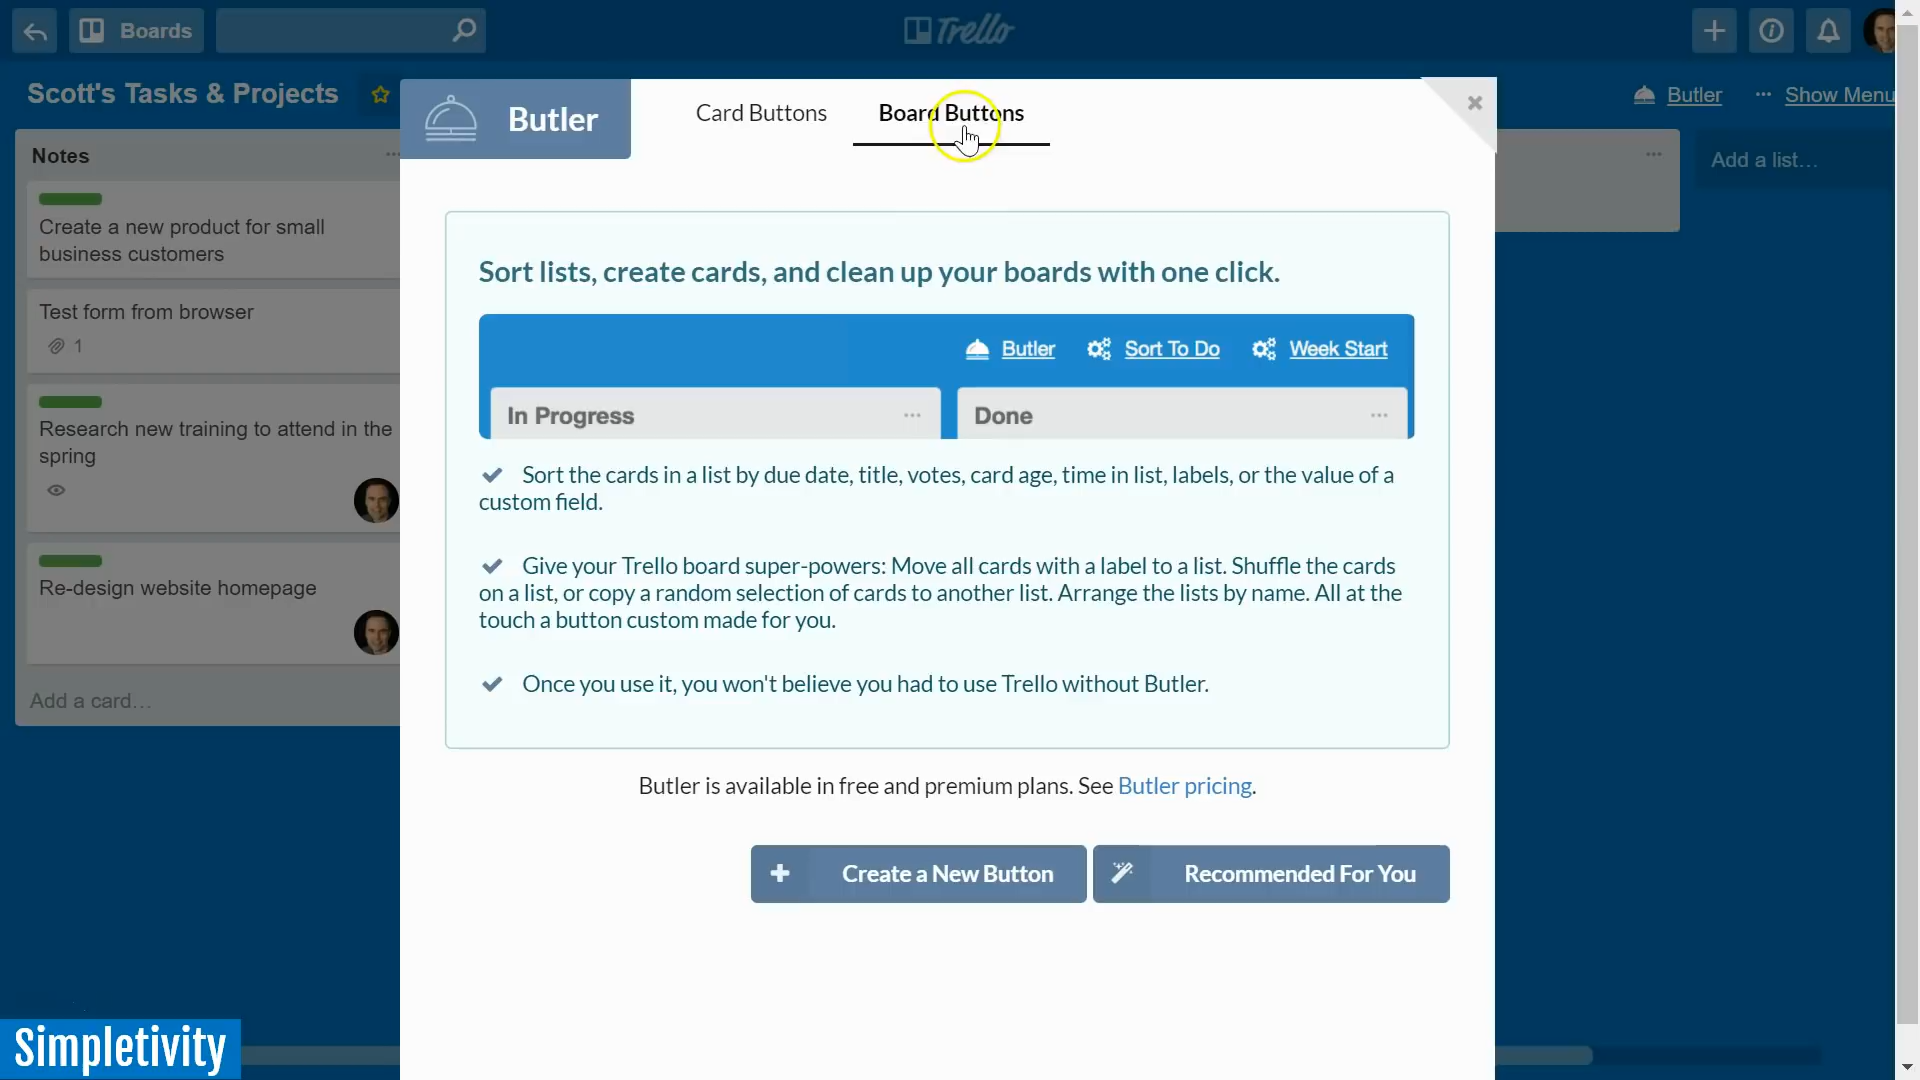 Boards
Trello
Scott's Tasks & Projects
Butler
Show Menu
Butler
Card Buttons
Board Buttons
Notes
Create a new product for small
business customers
Test form from browser
1
Research new training to attend in the
spring
Re-design website homepage
Add a card…
Add a list…
Sort lists, create cards, and clean up your boards with one click.
Butler
Sort To Do
Week Start
In Progress
Done
Sort the cards in a list by due date, title, votes, card age, time in list, labels, or the value of a
custom field.
Give your Trello board super-powers: Move all cards with a label to a list. Shuffle the cards
on a list, or copy a random selection of cards to another list. Arrange the lists by name. All at the
touch a button custom made for you.
Once you use it, you won't believe you had to use Trello without Butler.
Butler is available in free and premium plans. See Butler pricing.
Create a New Button
Recommended For You
Simpletivity